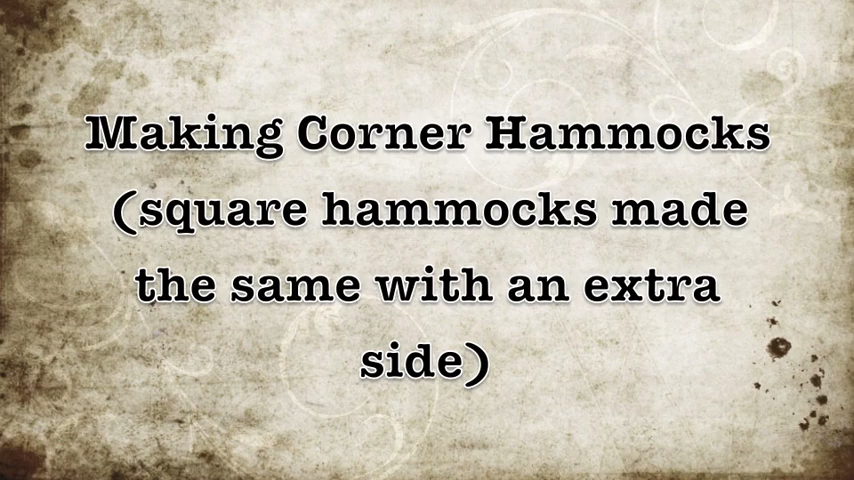 Making Corner Hammocks
(square hammocks made
the same with an extra
side)